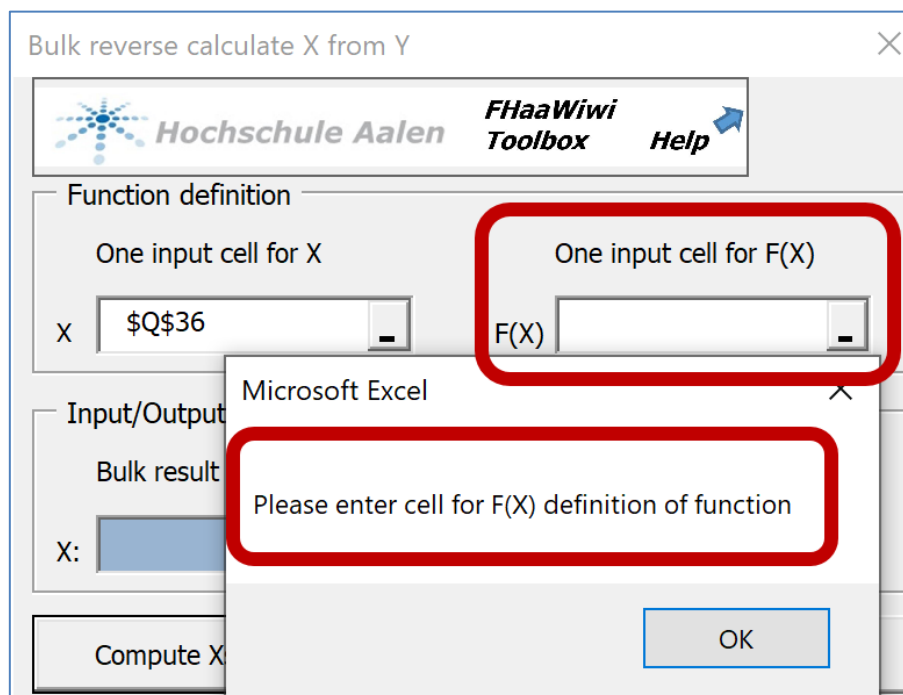 Bulk reverse calculate X from Y
Hochschule Aalen
FHaaWiwi
Toolbox Help
Function definition
One input cell for X One input cell for F(X)
X $Q$36 F(X)
Microsoft Excel
Input/Output
Bulk result
Please enter cell for F(X) definition of function
X:
OK
Compute X